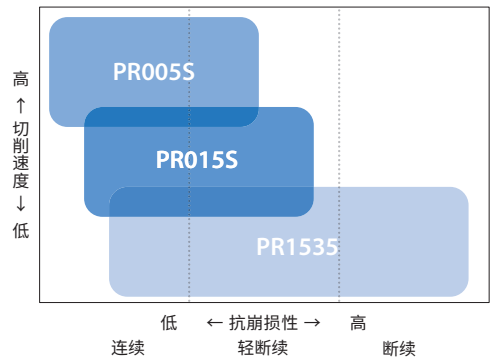 PR005S
PR015S
PR1535
高
↑
切削速度
↓
低
低 ← 抗崩损性 → 高
连续 轻断续 断续